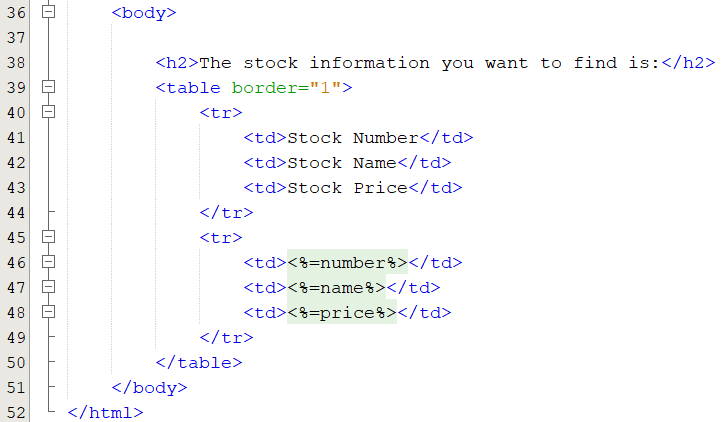 36 <body>
37
38 <h2>The stock information you want to find is:</h2>
39 <table border="1">
40 <tr>
41 <td>Stock Number</td>
42 <td>Stock Name</td>
43 <td>Stock Price</td>
44 </tr>
45 <tr>
46 <td><%=number%></td>
47 <td><%=name%></td>
48 <td><%=price%></td>
49 </tr>
50 </table>
51 </body>
52 </html>